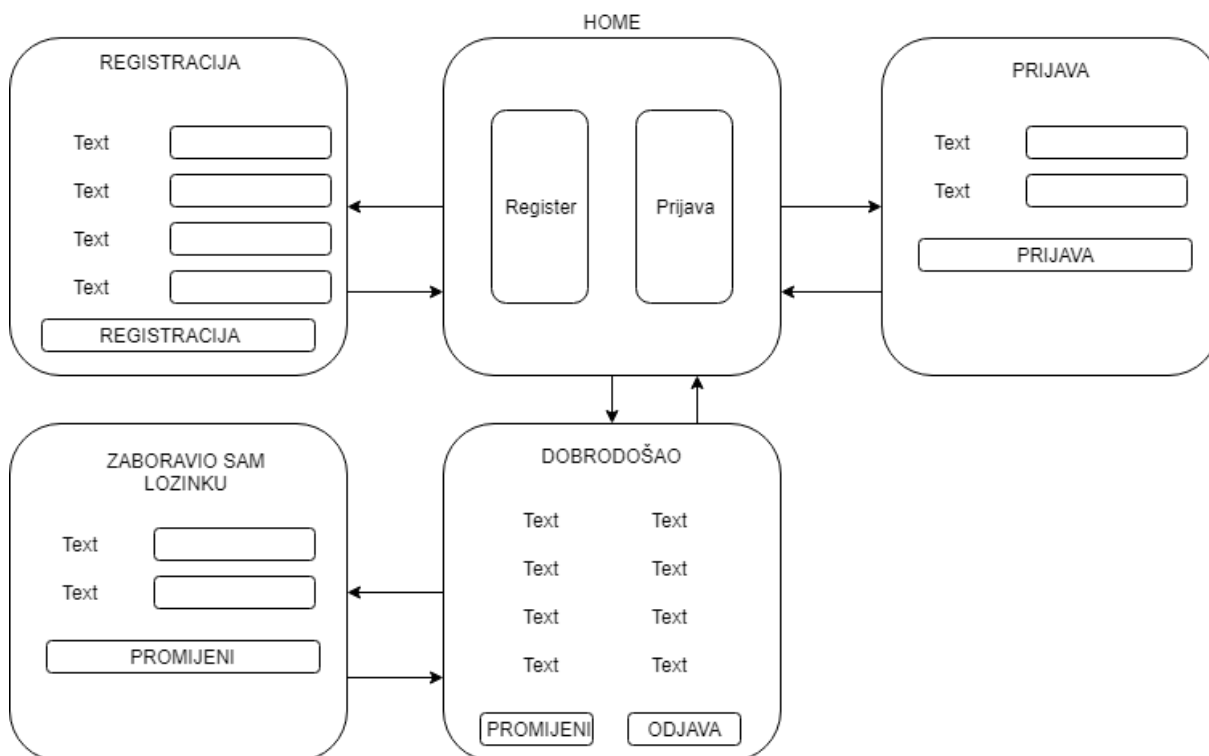 HOME
REGISTRACIJA
Text
Text
Text
Text
REGISTRACIJA
Register
Prijava
PRIJAVA
Text
Text
PRIJAVA
ZABORAVIO SAM
LOZINKU
Text
Text
PROMIJENI
DOBRODOŠAO
Text Text
Text Text
Text Text
Text Text
PROMIJENI ODJAVA